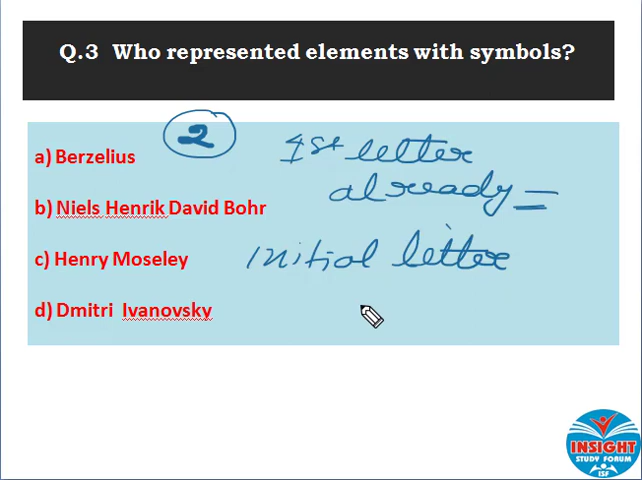 Q.3 Who represented elements with symbols?
2
1st letter
a) Berzelius
already =
b) Niels Henrik David Bohr
c) Henry Moseley
initial letter
d) Dmitri Ivanovsky
INSIGHT
STUDY FORUM
ISF